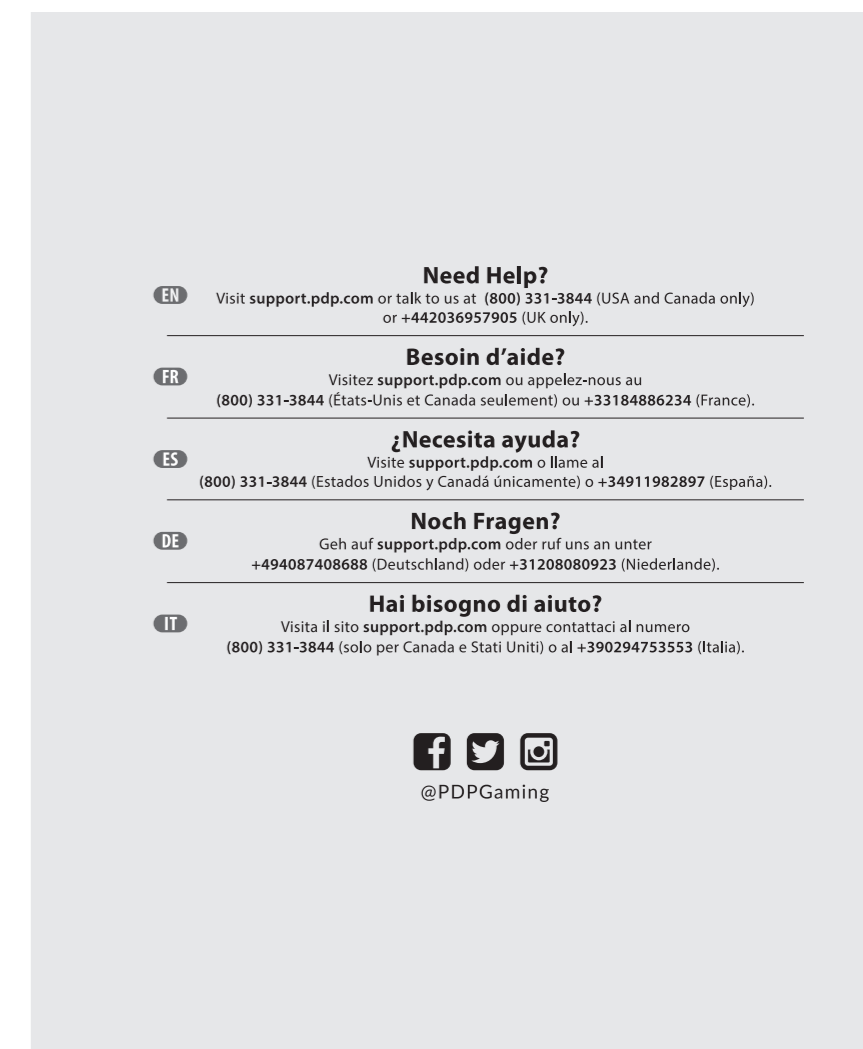 Need Help?
EN
Visit support.pdp.com or talk to us at (800) 331-3844 (USA and Canada only)
or +442036957905 (UK only).
Besoin d’aide?
FR
Visitez support.pdp.com ou appelez-nous au
(800) 331-3844 (États-Unis et Canada seulement) ou +33184886234 (France).
¿Necesita ayuda?
ES
Visite support.pdp.com o llame al
(800) 331-3844 (Estados Unidos y Canadá únicamente) o +34911982897 (España).
Noch Fragen?
DE
Geh auf support.pdp.com oder ruf uns an unter
+494087408688 (Deutschland) oder +31208080923 (Niederlande).
Hai bisogno di aiuto?
IT
Visita il sito support.pdp.com oppure contattaci al numero
(800) 331-3844 (solo per Canada e Stati Uniti) o al +390294753553 (Italia).
@PDPGaming